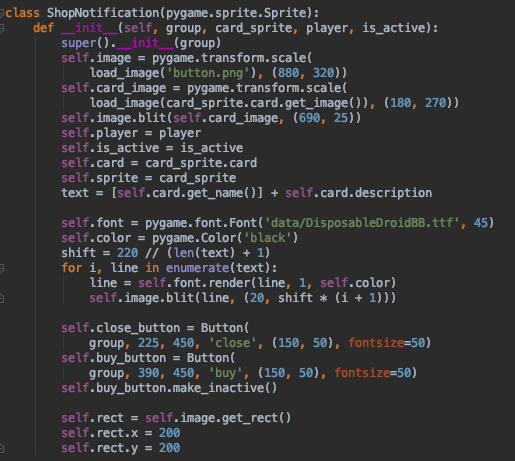 class ShopNotification(pygame.sprite.Sprite):
    def __init__(self, group, card_sprite, player, is_active):
        super().__init__(group)
        self.image = pygame.transform.scale(
            load_image('button.png'), (880, 320))
        self.card_image = pygame.transform.scale(
            load_image(card_sprite.card.get_image()), (180, 270))
        self.image.blit(self.card_image, (690, 25))
        self.player = player
        self.is_active = is_active
        self.card = card_sprite.card
        self.sprite = card_sprite
        text = [self.card.get_name()] + self.card.description

        self.font = pygame.font.Font('data/DisposableDroidBB.ttf', 45)
        self.color = pygame.Color('black')
        shift = 220 // (len(text) + 1)
        for i, line in enumerate(text):
            line = self.font.render(line, 1, self.color)
            self.image.blit(line, (20, shift * (i + 1)))

        self.close_button = Button(
            group, 225, 450, 'close', (150, 50), fontsize=50)
        self.buy_button = Button(
            group, 390, 450, 'buy', (150, 50), fontsize=50)
        self.buy_button.make_inactive()

        self.rect = self.image.get_rect()
        self.rect.x = 200
        self.rect.y = 200